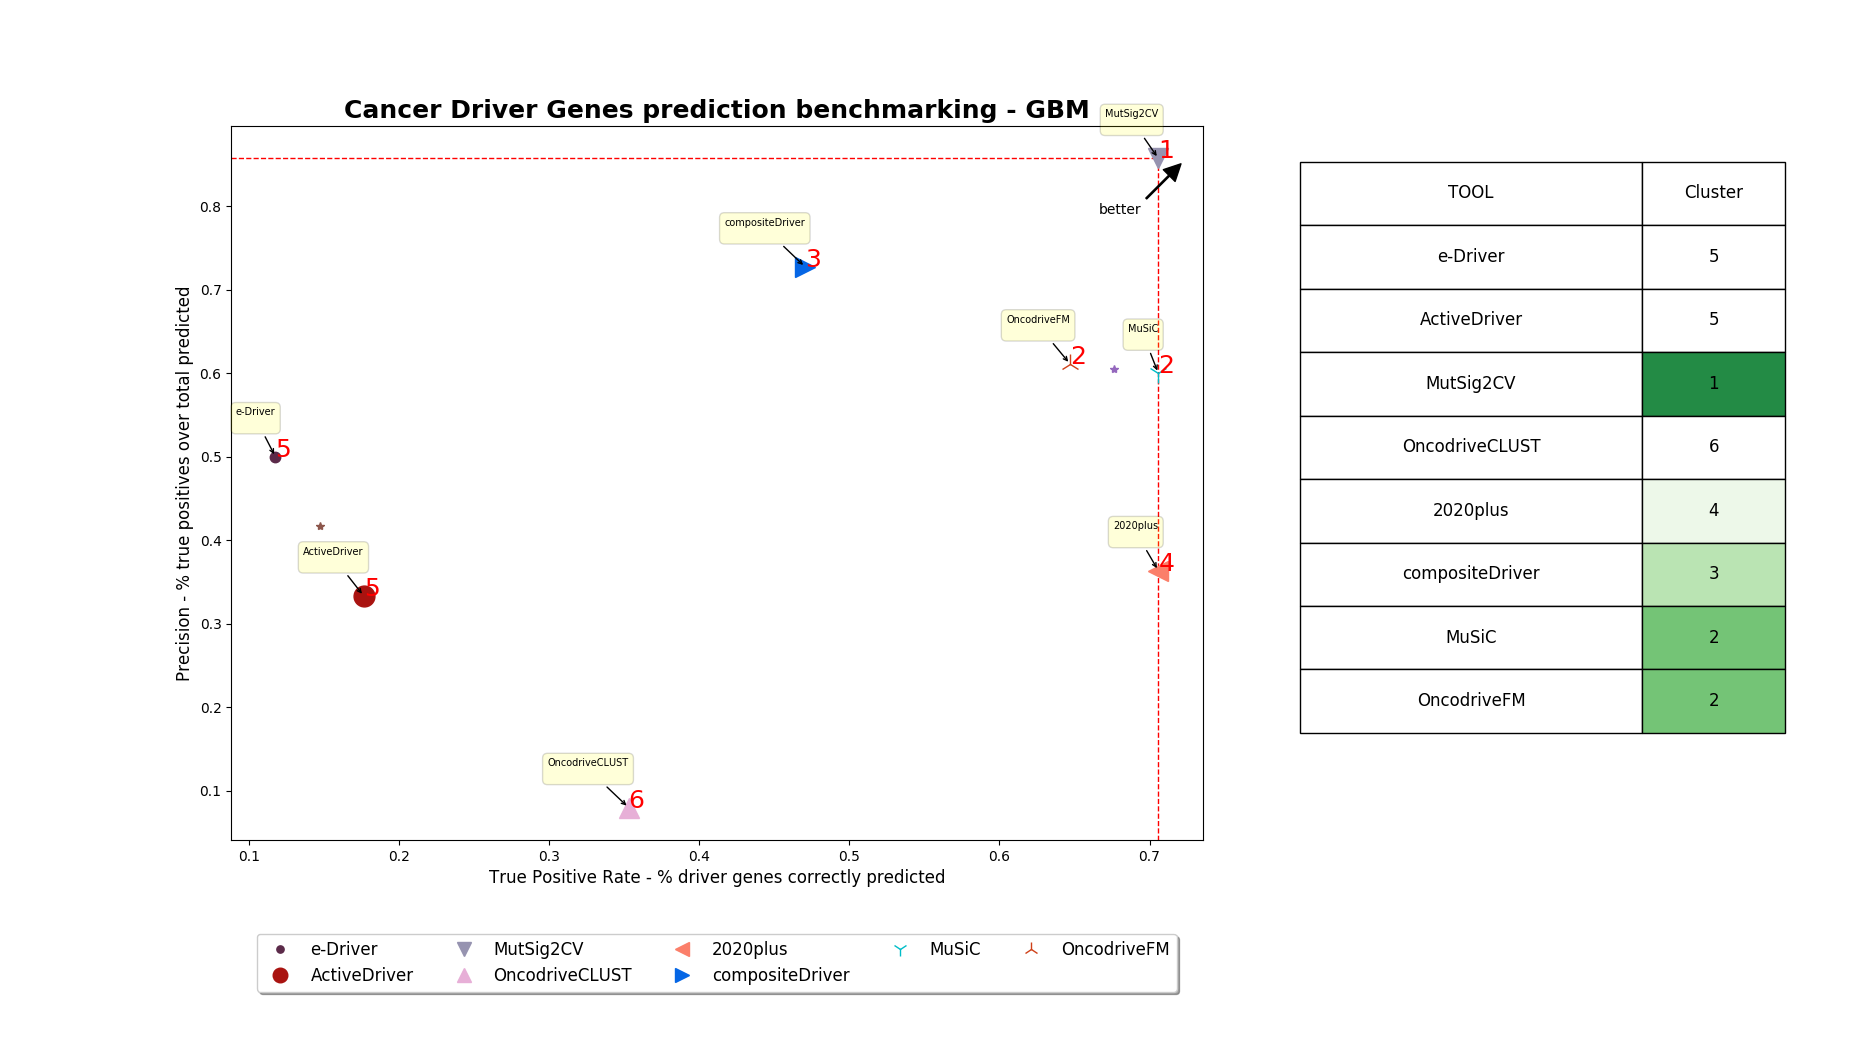 Cancer Driver Genes prediction benchmarking - GBM
MutSig2CV
1
better
compositeDriver
3
OncodriveFM
2
MuSiC
2
e-Driver
5
ActiveDriver
5
2020plus
4
OncodriveCLUST
6
Precision - % true positives over total predicted
0.8
0.7
0.6
0.5
0.4
0.3
0.2
0.1
0.1 0.2 0.3 0.4 0.5 0.6 0.7
True Positive Rate - % driver genes correctly predicted
e-Driver MutSig2CV 2020plus MuSiC OncodriveFM
ActiveDriver OncodriveCLUST compositeDriver
TOOL Cluster
e-Driver 5
ActiveDriver 5
MutSig2CV 1
OncodriveCLUST 6
2020plus 4
compositeDriver 3
MuSiC 2
OncodriveFM 2